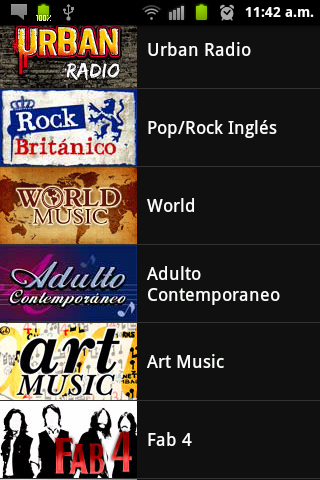 100%
11:42 a.m.
URBAN
RADIO
Urban Radio
Rock
Británico
Pop/Rock Inglés
WORLD
MUSIC
World
Adulto
Contemporáneo
Adulto
Contemporaneo
art
MUSIC
Art Music
FAB 4
Fab 4